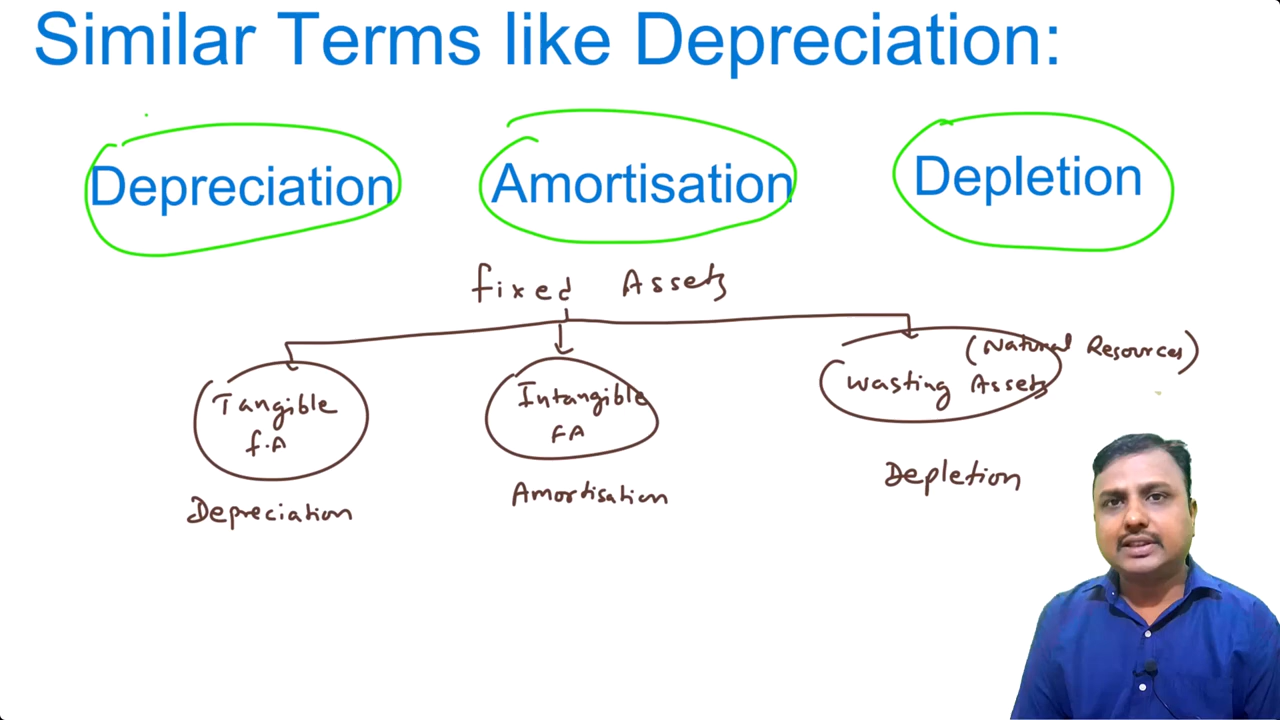 Similar Terms like Depreciation:
Depreciation Amortisation Depletion
fixed Assets
(Natural Resources)
Tangible
f.A
Intangible
FA
Wasting Assets
Depreciation
Amortisation
Depletion